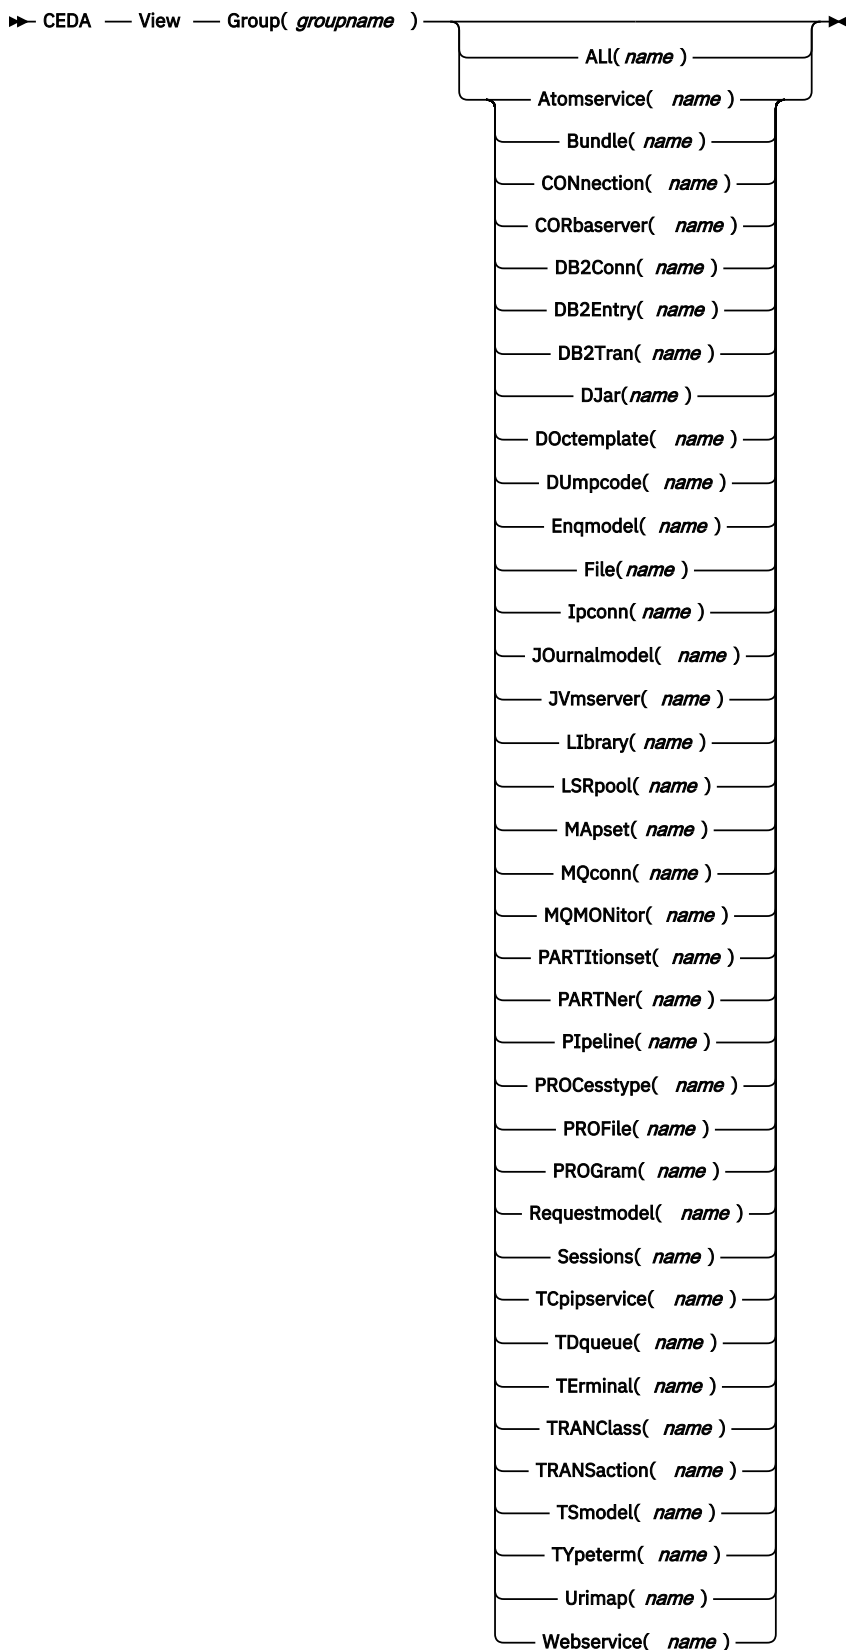 CEDA View Group( groupname )
ALl( name )
Atomservice( name )
Bundle( name )
CONnection( name )
CORbaserver( name )
DB2Conn( name )
DB2Entry( name )
DB2Tran( name )
DJar(name )
DOctemplate( name )
DUmpcode( name )
Enqmodel( name )
File( name )
Ipconn( name )
JOurnalmodel( name )
JVmserver( name )
LIbrary( name )
LSRpool( name )
MApset( name )
MQconn( name )
MQMONitor( name )
PARTItionset( name )
PARTNer( name )
PIpeline( name )
PROCesstype( name )
PROFile( name )
PROGram( name )
Requestmodel( name )
Sessions( name )
TCpipservice( name )
TDqueue( name )
TErminal( name )
TRANClass( name )
TRANSaction( name )
TSmodel( name )
TYpeterm( name )
Urimap( name )
Webservice( name )